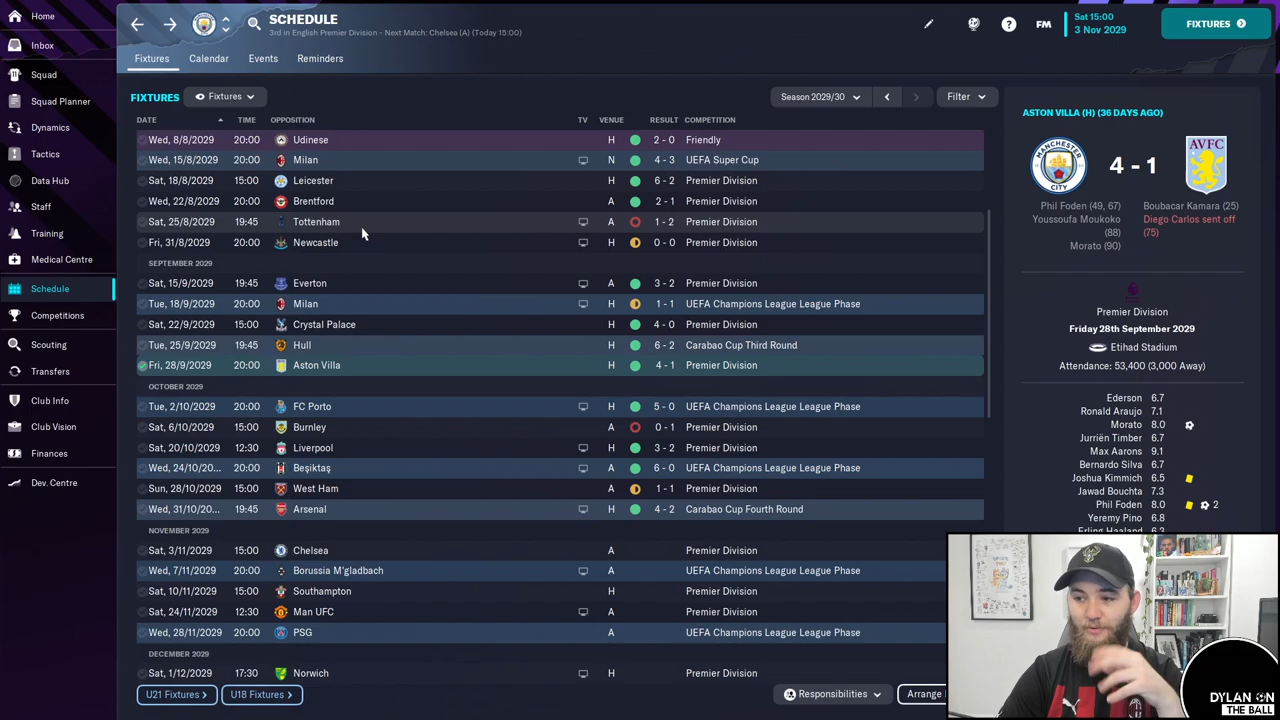 Home
Inbox
Squad
Squad Planner
Dynamics
Tactics
Data Hub
Staff
Training
Medical Centre
Schedule
Competitions
Scouting
Transfers
Club Info
Club Vision
Finances
Dev. Centre
SCHEDULE
3rd in English Premier Division - Next Match: Chelsea (A) (Today 15:00)
FM
Sat 15:00
3 Nov 2029
FIXTURES
Fixtures Calendar Events Reminders
FIXTURES Fixtures Season 2029/30 Filter
DATE TIME OPPOSITION TV VENUE RESULT COMPETITION
Wed, 8/8/2029 20:00 Udinese H 2 - 0 Friendly
Wed, 15/8/2029 20:00 Milan N 4 - 3 UEFA Super Cup
Sat, 18/8/2029 15:00 Leicester H 6 - 2 Premier Division
Wed, 22/8/2029 20:00 Brentford A 2 - 1 Premier Division
Sat, 25/8/2029 19:45 Tottenham A 1 - 2 Premier Division
Fri, 31/8/2029 20:00 Newcastle H 0 - 0 Premier Division
SEPTEMBER 2029
Sat, 15/9/2029 19:45 Everton A 3 - 2 Premier Division
Tue, 18/9/2029 20:00 Milan H 1 - 1 UEFA Champions League League Phase
Sat, 22/9/2029 15:00 Crystal Palace H 4 - 0 Premier Division
Tue, 25/9/2029 19:45 Hull H 6 - 2 Carabao Cup Third Round
Fri, 28/9/2029 20:00 Aston Villa H 4 - 1 Premier Division
OCTOBER 2029
Tue, 2/10/2029 20:00 FC Porto H 5 - 0 UEFA Champions League League Phase
Sat, 6/10/2029 15:00 Burnley A 0 - 1 Premier Division
Sat, 20/10/2029 12:30 Liverpool H 3 - 2 Premier Division
Wed, 24/10/20... 20:00 Beşiktaş A 6 - 0 UEFA Champions League League Phase
Sun, 28/10/2029 15:00 West Ham A 1 - 1 Premier Division
Wed, 31/10/20... 19:45 Arsenal H 4 - 2 Carabao Cup Fourth Round
NOVEMBER 2029
Sat, 3/11/2029 15:00 Chelsea A Premier Division
Wed, 7/11/2029 20:00 Borussia M'gladbach A UEFA Champions League League Phase
Sat, 10/11/2029 15:00 Southampton H Premier Division
Sat, 24/11/2029 12:30 Man UFC A Premier Division
Wed, 28/11/2029 20:00 PSG A UEFA Champions League League Phase
DECEMBER 2029
Sat, 1/12/2029 17:30 Norwich H Premier Division
U21 Fixtures U18 Fixtures Responsibilities Arrange
ASTON VILLA (H) (36 DAYS AGO)
MANCHESTER
CITY
4 - 1
AVFC
Phil Foden (49, 67)
Youssoufa Moukoko
(88)
Morato (90)
Boubacar Kamara (25)
Diego Carlos sent off
(75)
Premier Division
Friday 28th September 2029
Etihad Stadium
Attendance: 53,400 (3,000 Away)
Ederson 6.7
Ronald Araujo 7.1
Morato 8.0
Jurriën Timber 6.7
Max Aarons 9.1
Bernardo Silva 6.7
Joshua Kimmich 6.5
Jawad Bouchta 7.3
Phil Foden 8.0 2
Yeremy Pino 6.8
Erling Haaland 6.3
DYLAN ON
THE BALL